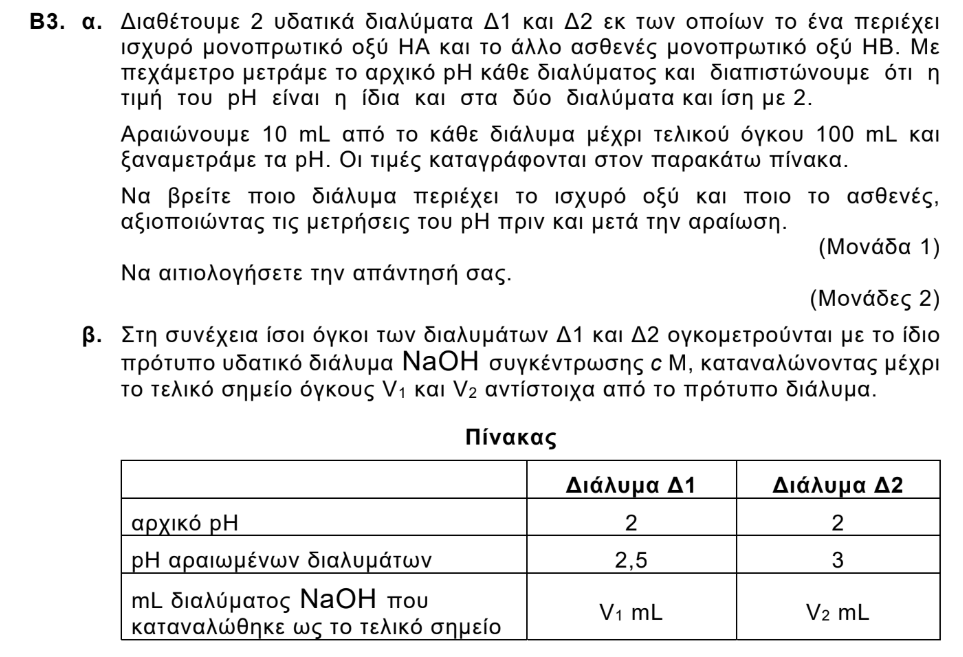 Β3. α. Διαθέτουμε 2 υδατικά διαλύματα Δ1 και Δ2 εκ των οποίων το ένα περιέχει
ισχυρό μονοπρωτικό οξύ ΗΑ και το άλλο ασθενές μονοπρωτικό οξύ ΗΒ. Με
πεχάμετρο μετράμε το αρχικό pH κάθε διαλύματος και διαπιστώνουμε ότι η
τιμή του pH είναι η ίδια και στα δύο διαλύματα και ίση με 2.
Αραιώνουμε 10 mL από το κάθε διάλυμα μέχρι τελικού όγκου 100 mL και
ξαναμετράμε τα pH. Οι τιμές καταγράφονται στον παρακάτω πίνακα.
Να βρείτε ποιο διάλυμα περιέχει το ισχυρό οξύ και ποιο το ασθενές,
αξιοποιώντας τις μετρήσεις του pH πριν και μετά την αραίωση.
(Μονάδα 1)
Να αιτιολογήσετε την απάντησή σας.
(Μονάδες 2)
β. Στη συνέχεια ίσοι όγκοι των διαλυμάτων Δ1 και Δ2 ογκομετρούνται με το ίδιο
πρότυπο υδατικό διάλυμα NaOH συγκέντρωσης c M, καταναλώνοντας μέχρι
το τελικό σημείο όγκους V₁ και V₂ αντίστοιχα από το πρότυπο διάλυμα.
Πίνακας
Διάλυμα Δ1 Διάλυμα Δ2
αρχικό pH 2 2
pH αραιωμένων διαλυμάτων 2,5 3
mL διαλύματος NaOH που
καταναλώθηκε ως το τελικό σημείο V₁ mL V₂ mL